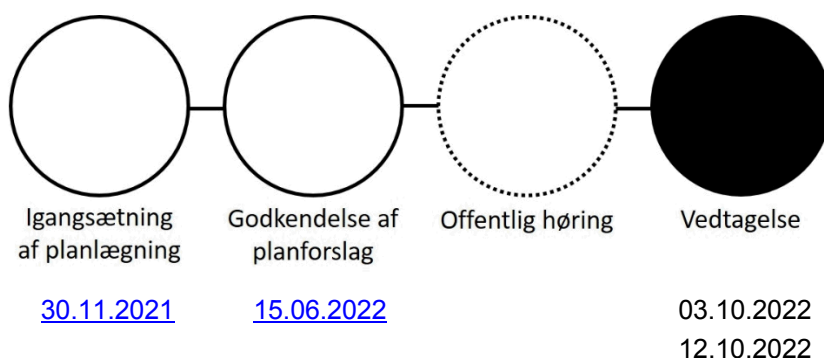 Igangsætning
af planlægning
Godkendelse af
planforslag
Offentlig høring
Vedtagelse
30.11.2021
15.06.2022
03.10.2022
12.10.2022